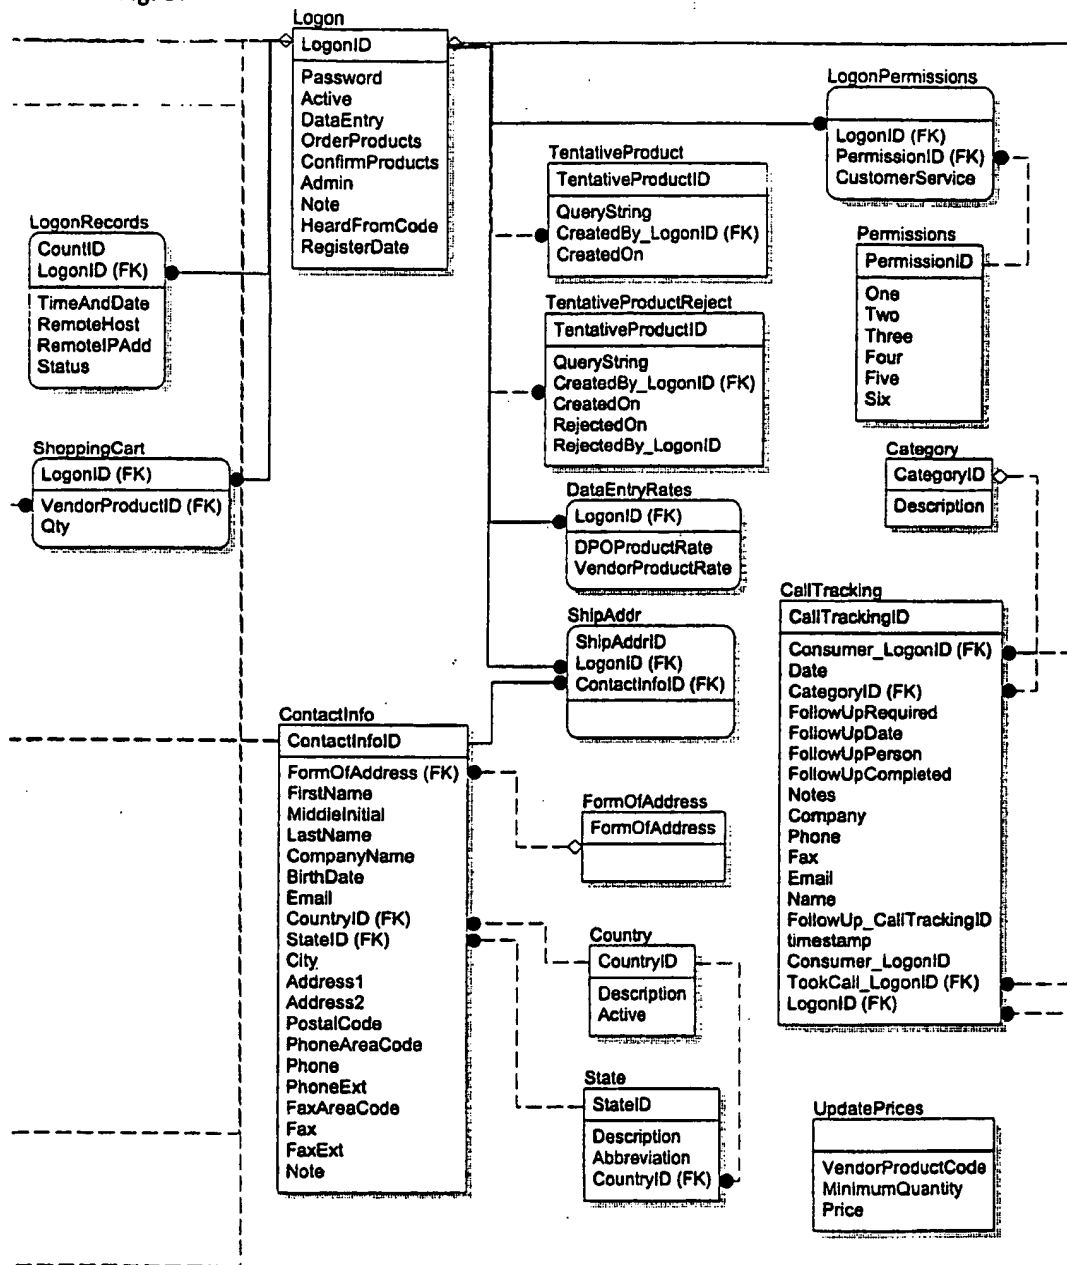 Logon
LogonID
Password
Active
DataEntry
OrderProducts
ConfirmProducts
Admin
Note
HeardFromCode
RegisterDate
LogonRecords
CountID
LogonID (FK)
TimeAndDate
RemoteHost
RemoteIPAdd
Status
ShoppingCart
LogonID (FK)
VendorProductID (FK)
Qty
TentativeProduct
TentativeProductID
QueryString
CreatedBy_LogonID (FK)
CreatedOn
TentativeProductReject
TentativeProductID
QueryString
CreatedBy_LogonID (FK)
CreatedOn
RejectedOn
RejectedBy_LogonID
DataEntryRates
LogonID (FK)
DPOProductRate
VendorProductRate
ShipAddr
ShipAddrID
LogonID (FK)
ContactInfoID (FK)
LogonPermissions
LogonID (FK)
PermissionID (FK)
CustomerService
Permissions
PermissionID
One
Two
Three
Four
Five
Six
Category
CategoryID
Description
CallTracking
CallTrackingID
Consumer_LogonID (FK)
Date
CategoryID (FK)
FollowUpRequired
FollowUpDate
FollowUpPerson
FollowUpCompleted
Notes
Company
Phone
Fax
Email
Name
FollowUp_CallTrackingID
timestamp
Consumer_LogonID
TookCall_LogonID (FK)
LogonID (FK)
ContactInfo
ContactInfoID
FormOfAddress (FK)
FirstName
MiddleInitial
LastName
CompanyName
BirthDate
Email
CountryID (FK)
StateID (FK)
City
Address1
Address2
PostalCode
PhoneAreaCode
Phone
PhoneExt
FaxAreaCode
Fax
FaxExt
Note
FormOfAddress
FormOfAddress
Country
CountryID
Description
Active
State
StateID
Description
Abbreviation
CountryID (FK)
UpdatePrices
VendorProductCode
MinimumQuantity
Price